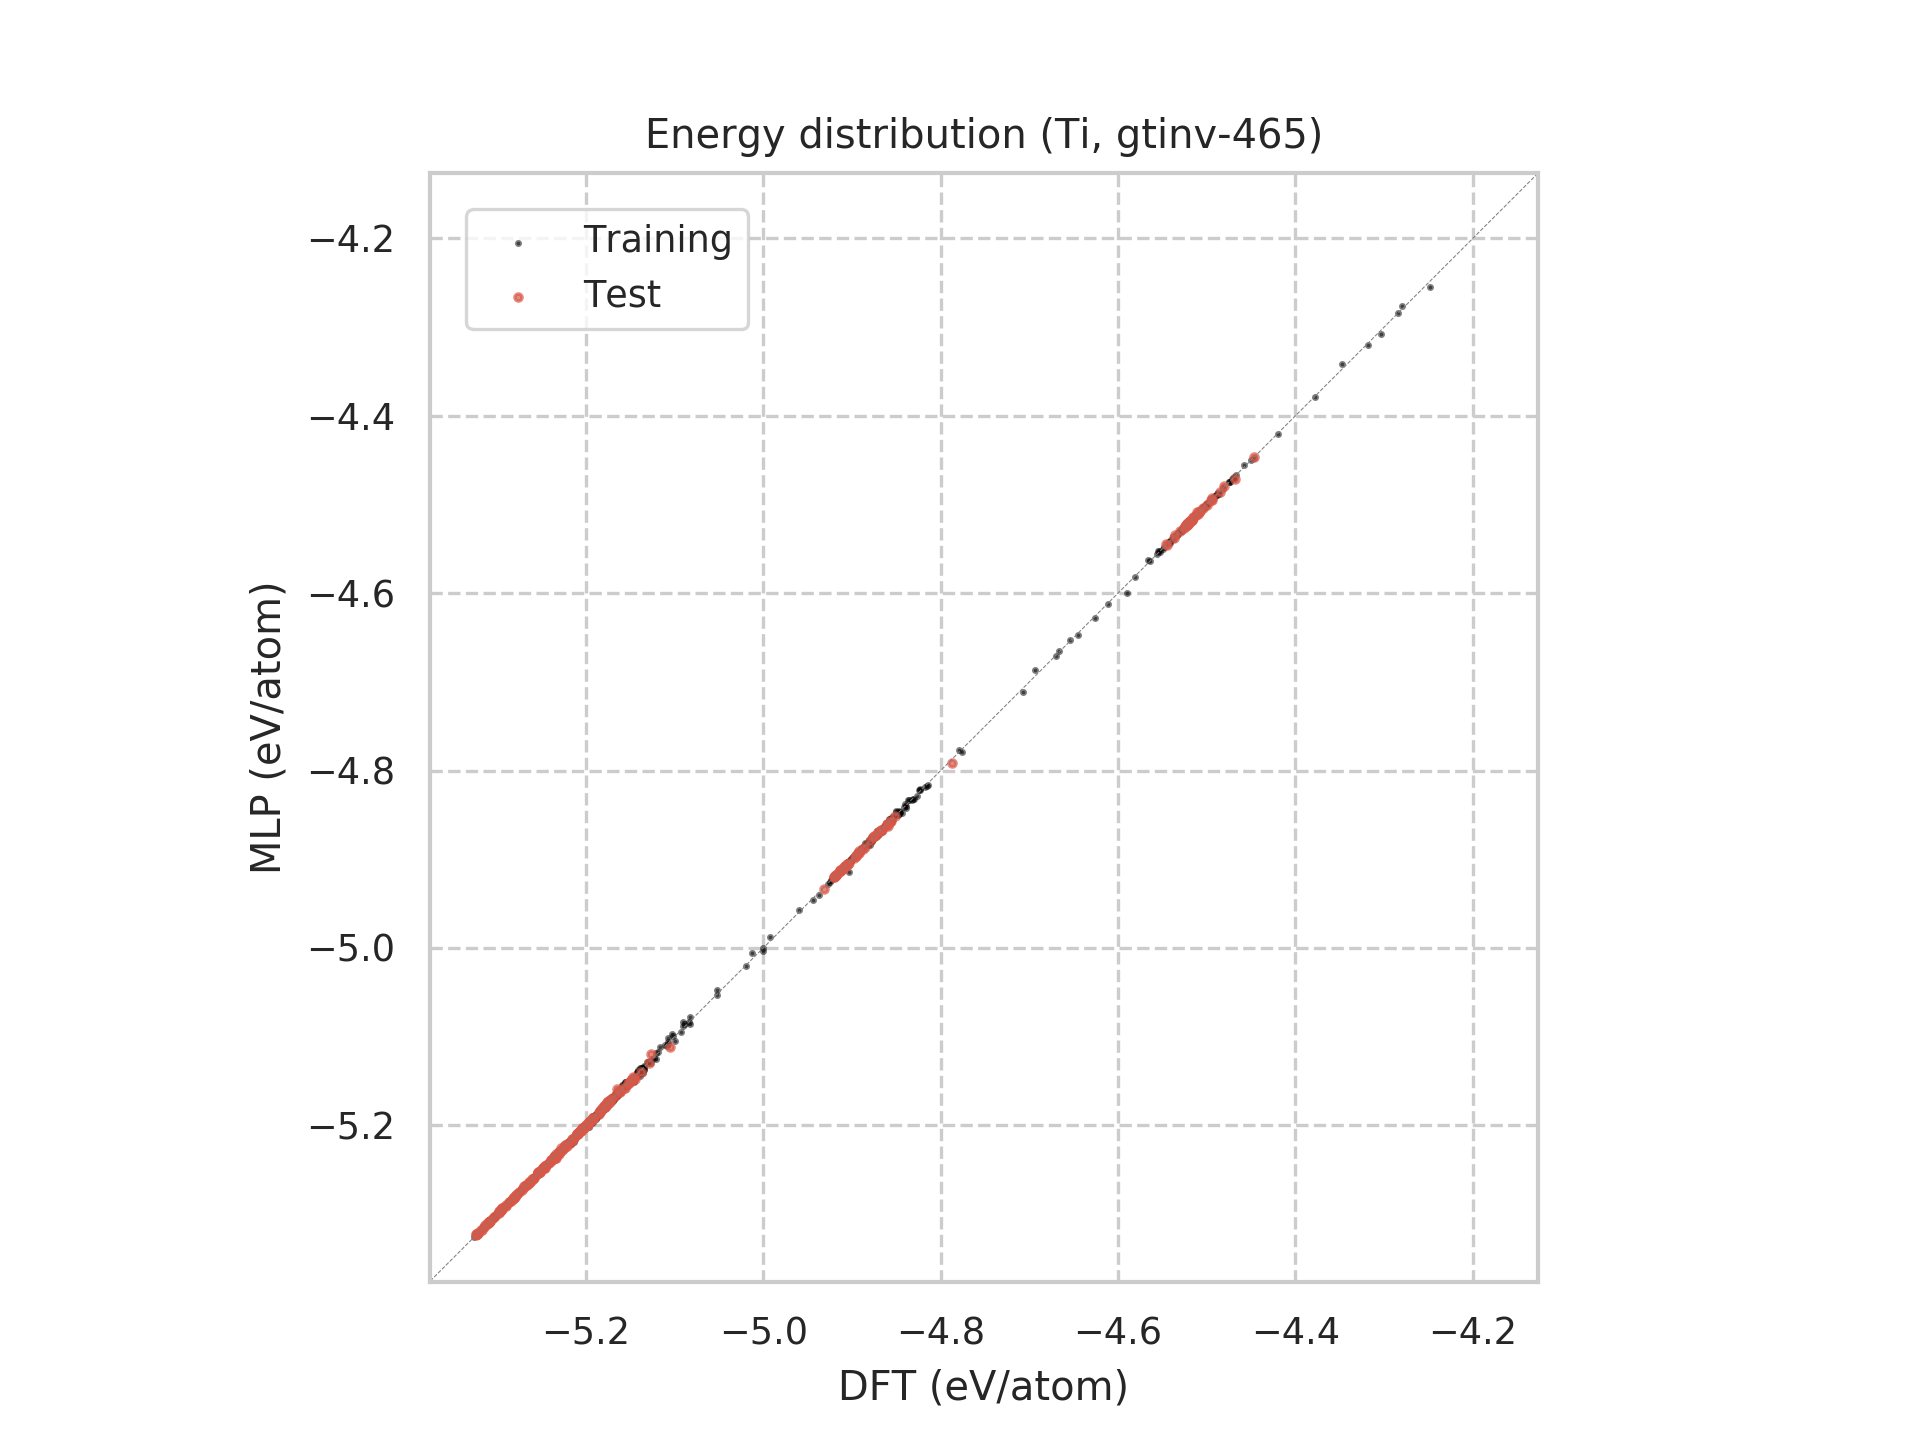 Energy distribution (Ti, gtinv-465)
Training
Test
−4.2
−4.4
−4.6
−4.8
−5.0
−5.2
MLP (eV/atom)
−5.2 −5.0 −4.8 −4.6 −4.4 −4.2
DFT (eV/atom)